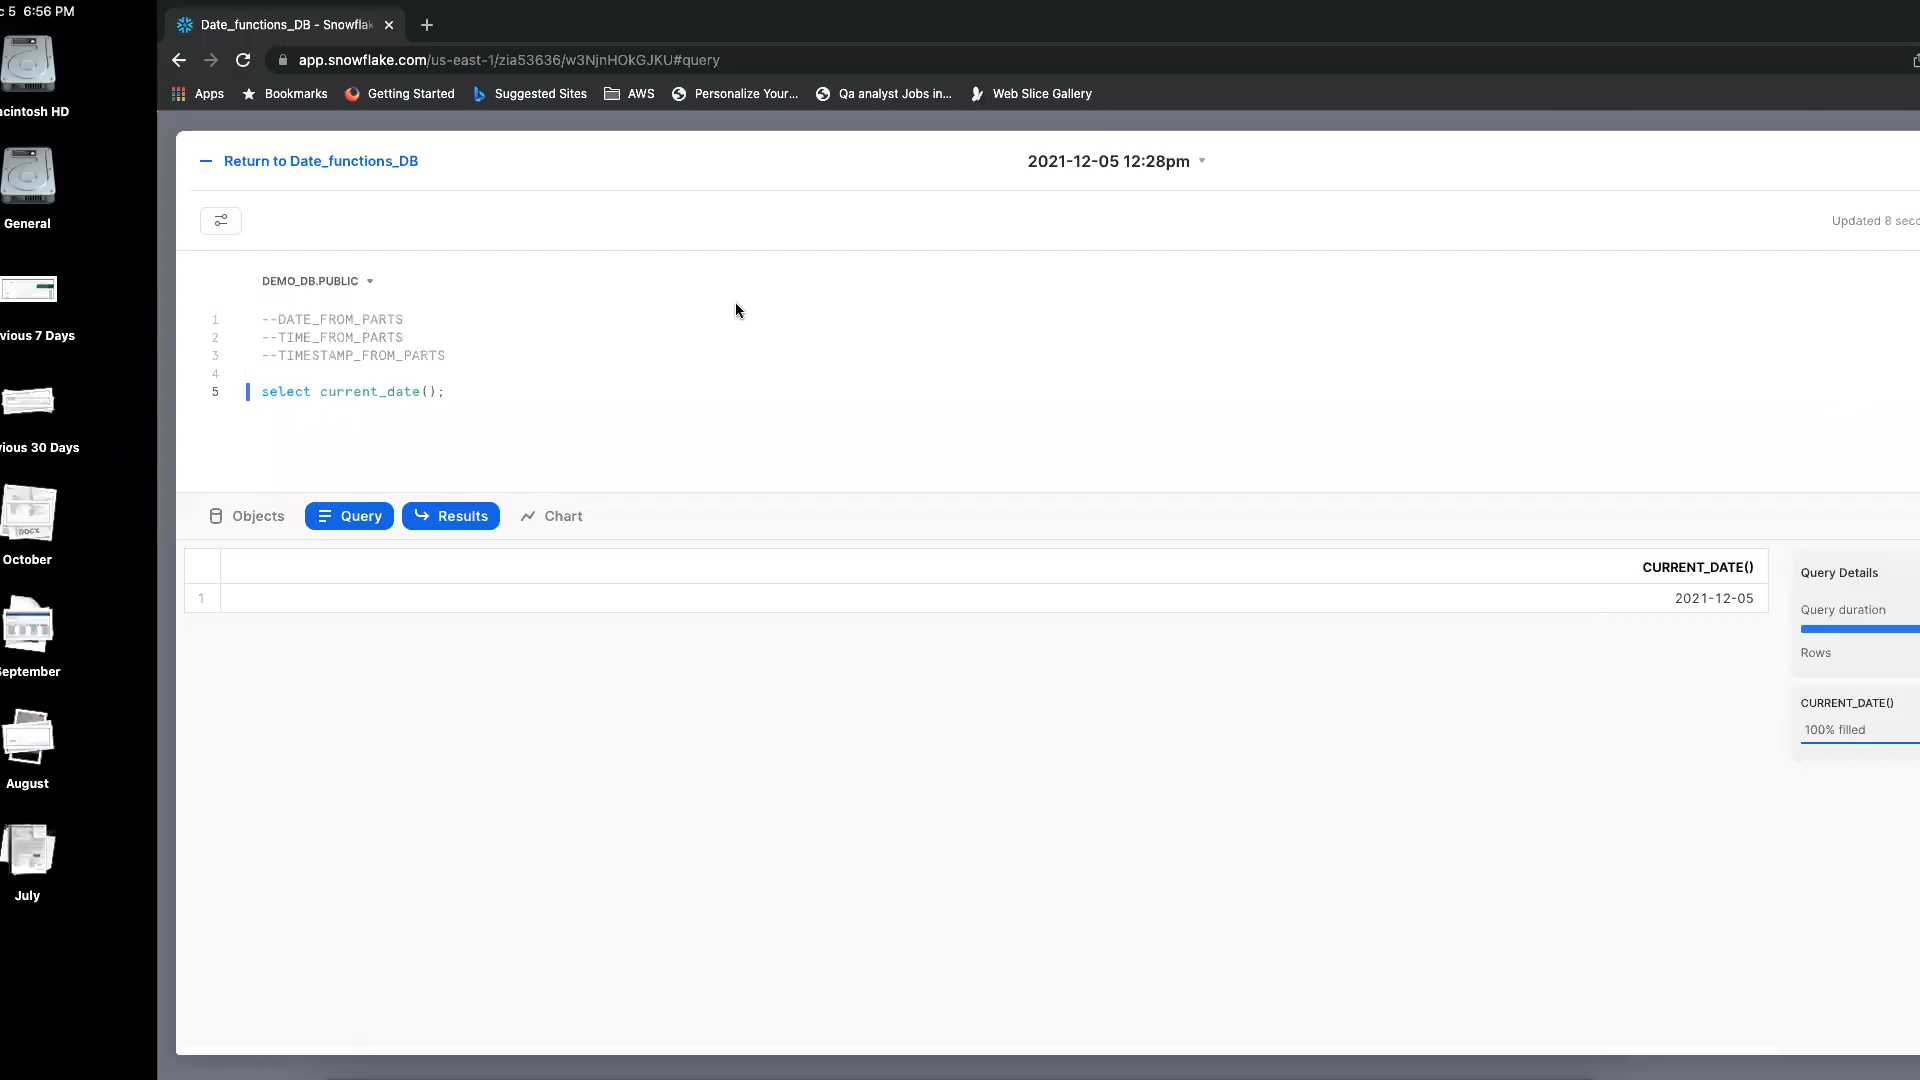 c 5 6:56 PM
acintosh HD
General
vious 7 Days
vious 30 Days
DOCX
October
September
August
July
Date_functions_DB - Snowflak
app.snowflake.com/us-east-1/zia53636/w3NjnHOkGJKU#query
Apps Bookmarks Getting Started Suggested Sites AWS Personalize Your... Qa analyst Jobs in... Web Slice Gallery
Return to Date_functions_DB
2021-12-05 12:28pm
Updated 8 seco
DEMO_DB.PUBLIC
1 --DATE_FROM_PARTS
2 --TIME_FROM_PARTS
3 --TIMESTAMP_FROM_PARTS
4
5 select current_date();
Objects Query Results Chart
CURRENT_DATE()
1 2021-12-05
Query Details
Query duration
Rows
CURRENT_DATE()
100% filled